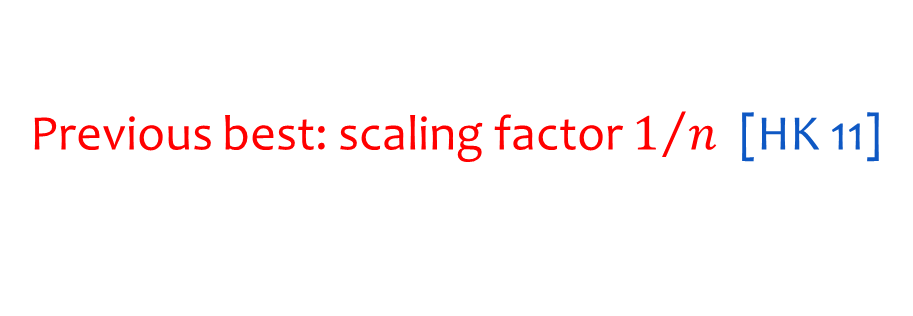 Previous best: scaling factor 1/n [HK 11]